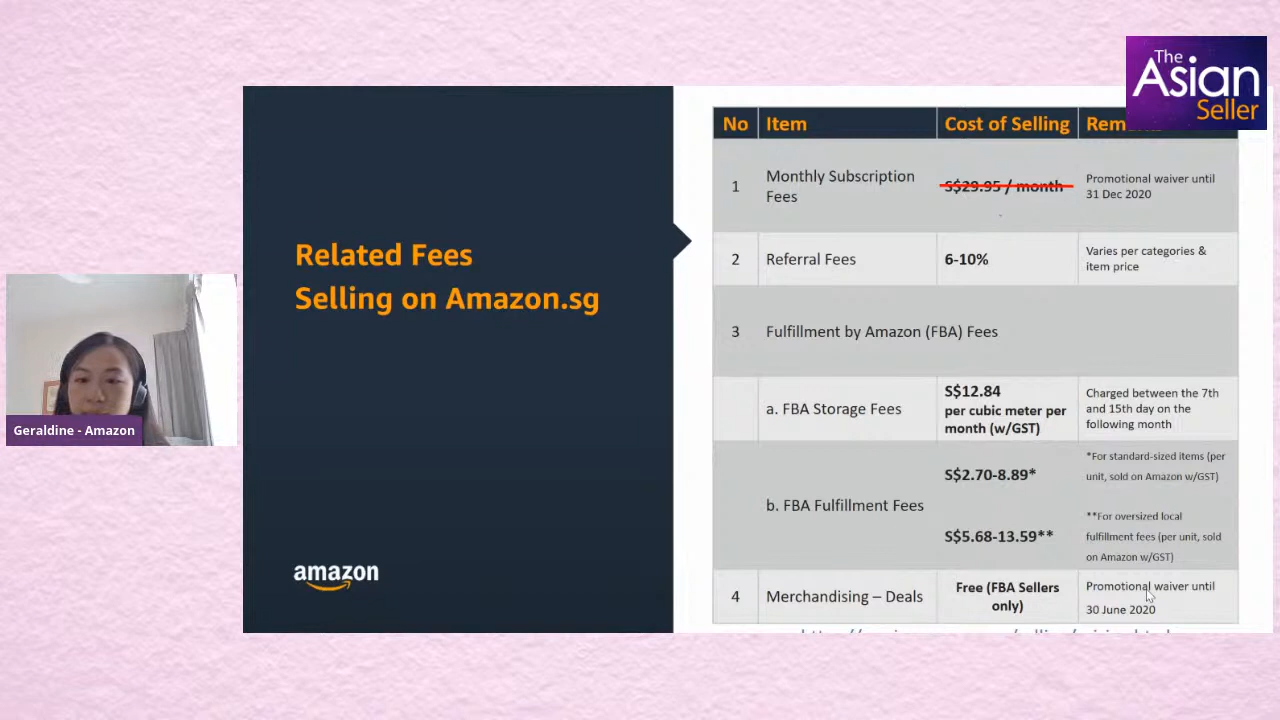 The
Asian
Seller
Related Fees
Selling on Amazon.sg
amazon
Geraldine - Amazon
No Item Cost of Selling
1 Monthly Subscription Fees S$29.95 / month Promotional waiver until 31 Dec 2020
2 Referral Fees 6-10% Varies per categories & item price
3 Fulfillment by Amazon (FBA) Fees
a. FBA Storage Fees S$12.84 per cubic meter per month (w/GST) Charged between the 7th and 15th day on the following month
b. FBA Fulfillment Fees S$2.70-8.89* *For standard-sized items (per unit, sold on Amazon w/GST)
S$5.68-13.59** **For oversized local fulfillment fees (per unit, sold on Amazon w/GST)
4 Merchandising – Deals Free (FBA Sellers only) Promotional waiver until 30 June 2020